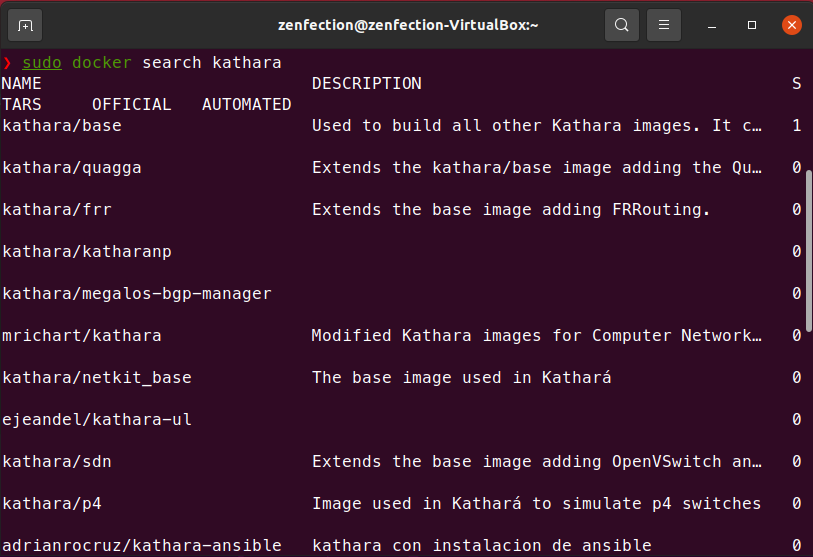 zenfection@zenfection-VirtualBox:~
❯ sudo docker search kathara
NAME DESCRIPTION S
TARS OFFICIAL AUTOMATED
kathara/base Used to build all other Kathara images. It c… 1
kathara/quagga Extends the kathara/base image adding the Qu… 0
kathara/frr Extends the base image adding FRRouting. 0
kathara/katharanp 0
kathara/megalos-bgp-manager 0
mrichart/kathara Modified Kathara images for Computer Network… 0
kathara/netkit_base The base image used in Kathará 0
ejeandel/kathara-ul 0
kathara/sdn Extends the base image adding OpenVSwitch an… 0
kathara/p4 Image used in Kathará to simulate p4 switches 0
adrianrocruz/kathara-ansible kathara con instalacion de ansible 0